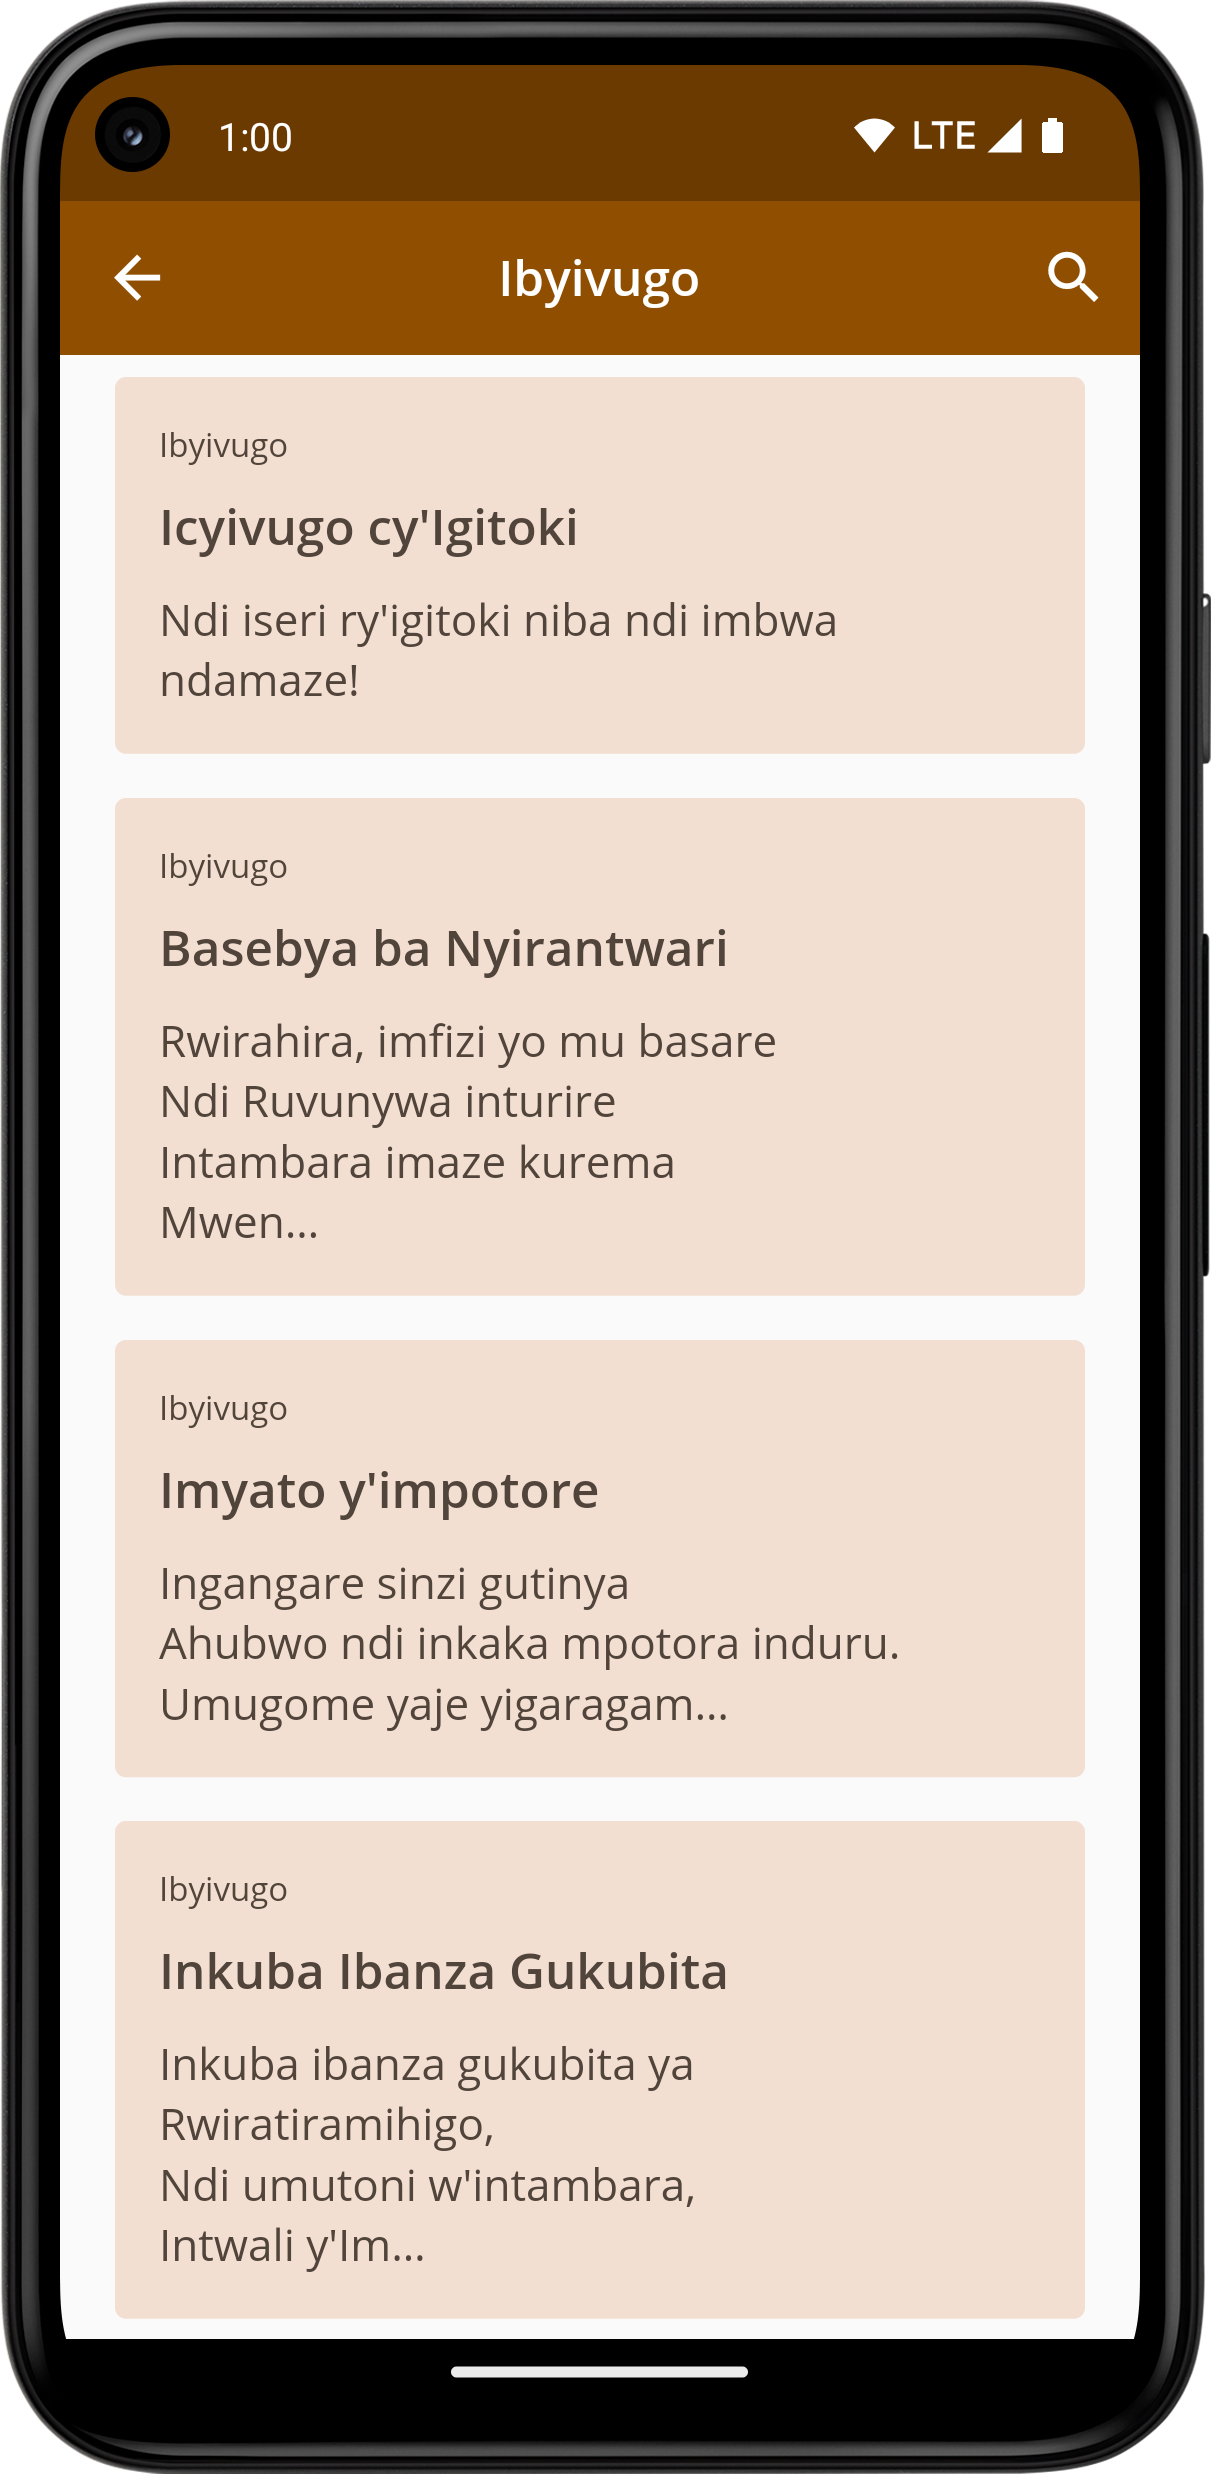 1:00 LTE
Ibyivugo
Ibyivugo
Icyivugo cy'Igitoki
Ndi iseri ry'igitoki niba ndi imbwa
ndamaze!
Ibyivugo
Basebya ba Nyirantwari
Rwirahira, imfizi yo mu basare
Ndi Ruvunywa inturire
Intambara imaze kurema
Mwen...
Ibyivugo
Imyato y'impotore
Ingangare sinzi gutinya
Ahubwo ndi inkaka mpotora induru.
Umugome yaje yigaragam...
Ibyivugo
Inkuba Ibanza Gukubita
Inkuba ibanza gukubita ya
Rwiratiramihigo,
Ndi umutoni w'intambara,
Intwali y'Im...